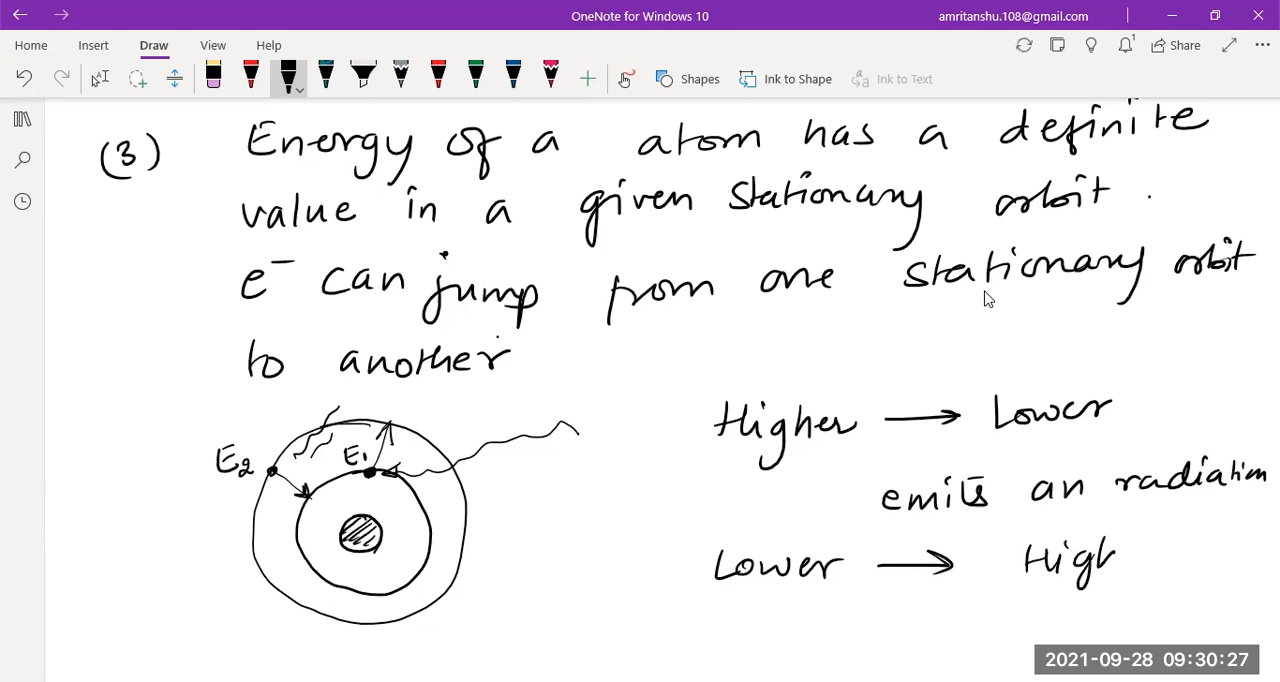 OneNote for Windows 10
amritanshu.108@gmail.com
Home Insert Draw View Help
Share
Shapes Ink to Shape Ink to Text
(3) Energy of a atom has a definite
value in a given stationary orbit.
e⁻ can jump from one stationary orbit
to another
Higher → Lower
E₂ E₁
emits an radiation
Lower → High
2021-09-28 09:30:27